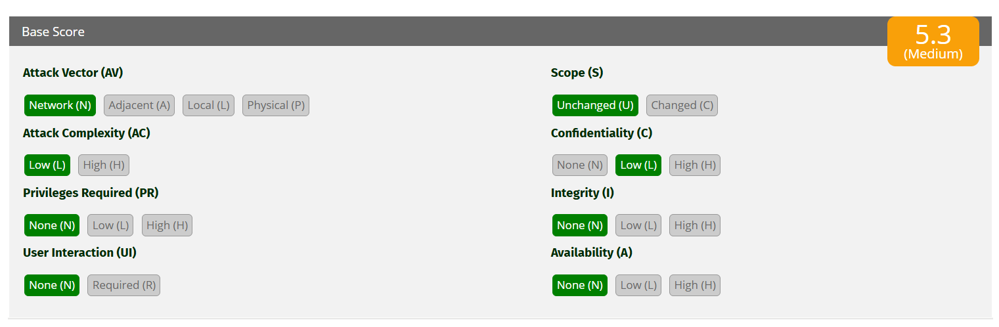 Base Score
5.3
(Medium)
Attack Vector (AV)
Network (N) Adjacent (A) Local (L) Physical (P)
Attack Complexity (AC)
Low (L) High (H)
Privileges Required (PR)
None (N) Low (L) High (H)
User Interaction (UI)
None (N) Required (R)
Scope (S)
Unchanged (U) Changed (C)
Confidentiality (C)
None (N) Low (L) High (H)
Integrity (I)
None (N) Low (L) High (H)
Availability (A)
None (N) Low (L) High (H)